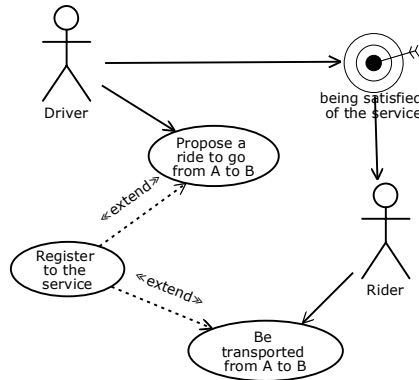 Driver
being satisfied
of the service
Propose a
ride to go
from A to B
≪extend≫
Register
to the
service
≪extend≫
Rider
Be
transported
from A to B